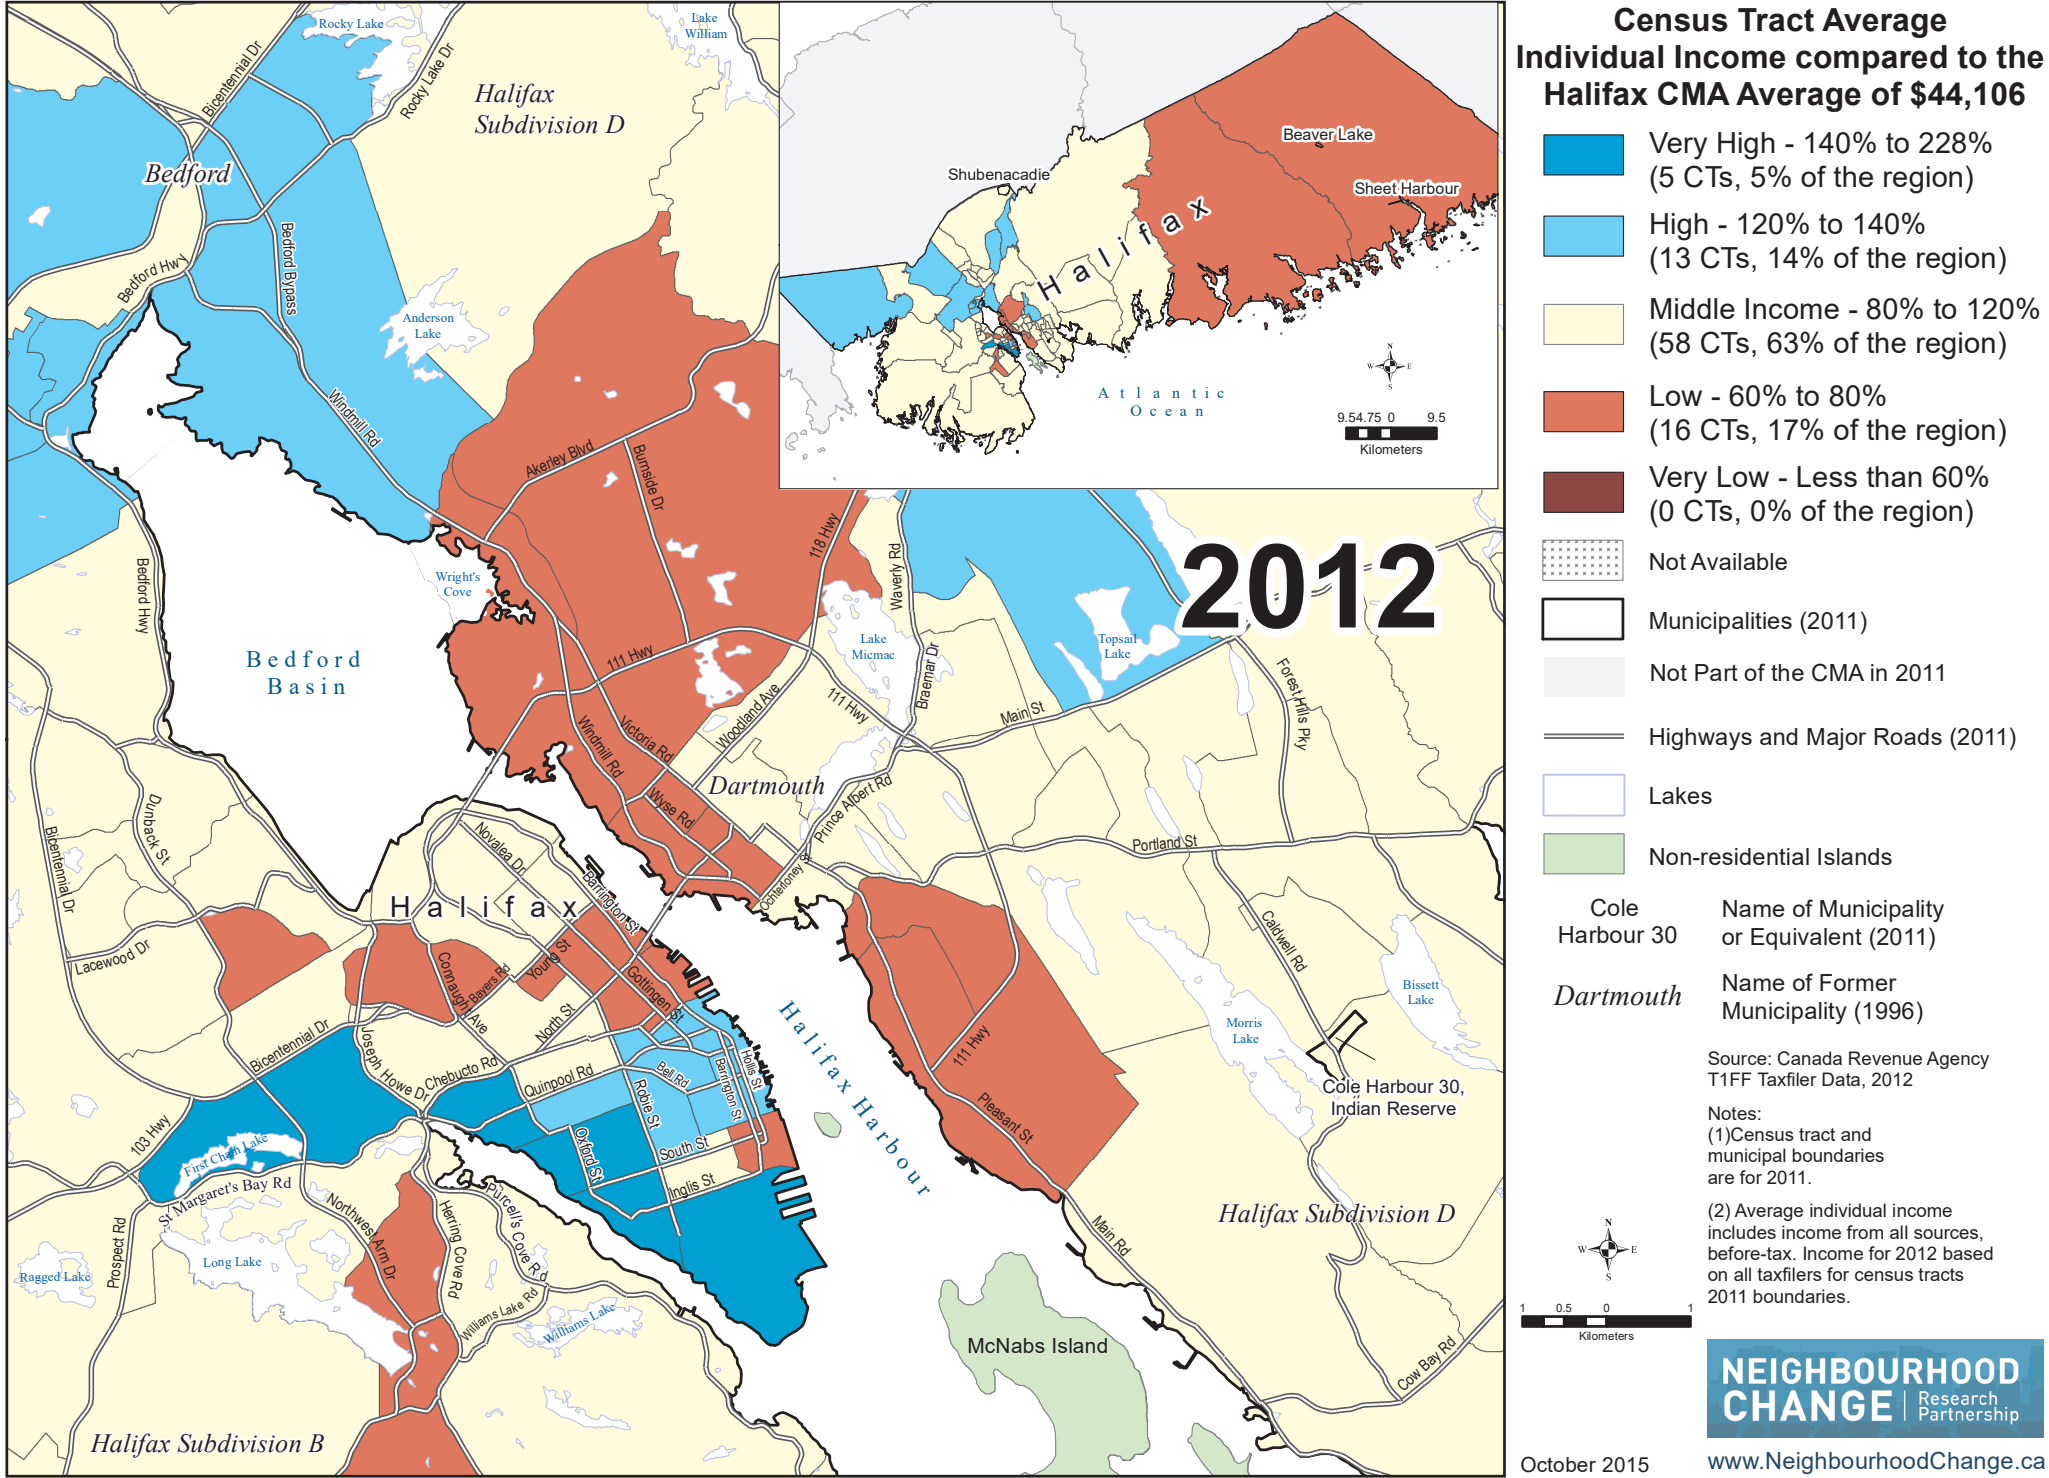 Census Tract Average
Individual Income compared to the
Halifax CMA Average of $44,106
Very High - 140% to 228%
(5 CTs, 5% of the region)
High - 120% to 140%
(13 CTs, 14% of the region)
Middle Income - 80% to 120%
(58 CTs, 63% of the region)
Low - 60% to 80%
(16 CTs, 17% of the region)
Very Low - Less than 60%
(0 CTs, 0% of the region)
Not Available
Municipalities (2011)
Not Part of the CMA in 2011
Highways and Major Roads (2011)
Lakes
Non-residential Islands
Cole
Harbour 30
Name of Municipality
or Equivalent (2011)
Dartmouth
Name of Former
Municipality (1996)
Source: Canada Revenue Agency
T1FF Taxfiler Data, 2012
Notes:
(1)Census tract and
municipal boundaries
are for 2011.
(2) Average individual income
includes income from all sources,
before-tax. Income for 2012 based
on all taxfilers for census tracts
2011 boundaries.
N
W E
S
1 0.5 0 1
Kilometers
NEIGHBOURHOOD
CHANGE
Research
Partnership
October 2015
www.NeighbourhoodChange.ca
2012
Beaver Lake
Shubenacadie
Sheet Harbour
Halifax
Atlantic
Ocean
N
W E
S
9.54.75 0 9.5
Kilometers
Rocky Lake
Lake
William
Bicentennial Dr
Rocky Lake Dr
Halifax
Subdivision D
Bedford
Bedford Bypass
Bedford Hwy
Anderson
Lake
Windmill Rd
Akerley Blvd
Burnside Dr
118 Hwy
Waverly Rd
Wright's
Cove
Bedford Hwy
Bedford
Basin
Lake
Micmac
Topsail
Lake
111 Hwy
Braemar Dr
Forest Hills Pky
Woodland Ave
111 Hwy
Main St
Windmill Rd
Victoria Rd
Dartmouth
Wyse Rd
Prince Albert Rd
Dunback St
Bicentennial Dr
Novalea Dr
Portland St
Barrington St
Ochterloney St
Halifax
Caldwell Rd
Lacewood Dr
Connaught Ave
Bayers Rd
Young St
Gottingen St
North St
Bissett
Lake
Morris
Lake
Halifax Harbour
111 Hwy
Bicentennial Dr
Joseph Howe Dr
Chebucto Rd
Quinpool Rd
Bell Rd
Hollis St
Barrington St
Robie St
Cole Harbour 30,
Indian Reserve
Pleasant St
103 Hwy
First Chain Lake
Oxford St
South St
Inglis St
St Margaret's Bay Rd
Northwest Arm Dr
Herring Cove Rd
Purcell's Cove Rd
Prospect Rd
Main Rd
Halifax Subdivision D
Long Lake
Ragged Lake
Williams Lake Rd
Williams Lake
McNabs Island
Cow Bay Rd
Halifax Subdivision B